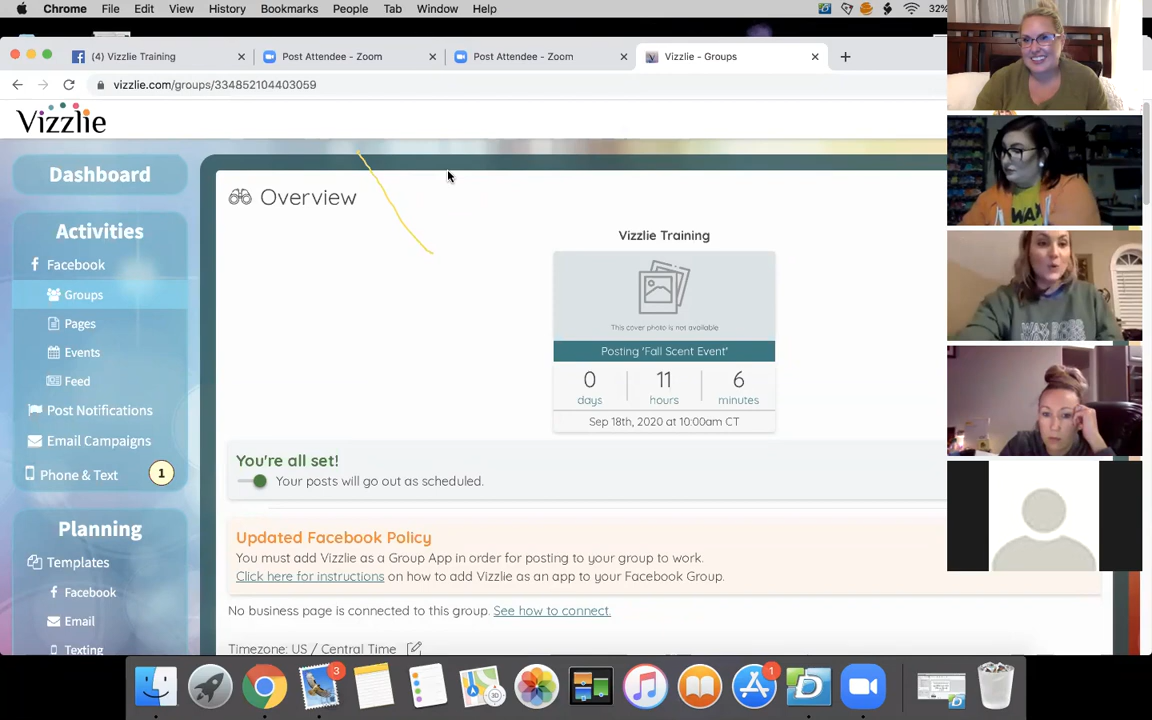 Chrome File Edit View History Bookmarks People Tab Window Help 32%
(4) Vizzlie Training Post Attendee - Zoom Post Attendee - Zoom Vizzlie - Groups
vizzlie.com/groups/334852104403059
Vizzlie
Dashboard
Activities
Facebook
Groups
Pages
Events
Feed
Post Notifications
Email Campaigns
Phone & Text 1
Planning
Templates
Facebook
Email
Texting
Overview
Vizzlie Training
This cover photo is not available
Posting 'Fall Scent Event'
0 11 6
days hours minutes
Sep 18th, 2020 at 10:00am CT
You're all set!
Your posts will go out as scheduled.
Updated Facebook Policy
You must add Vizzlie as a Group App in order for posting to your group to work.
Click here for instructions on how to add Vizzlie as an app to your Facebook Group.
No business page is connected to this group. See how to connect.
Timezone: US / Central Time
WAX
WAX BOSS
3
1